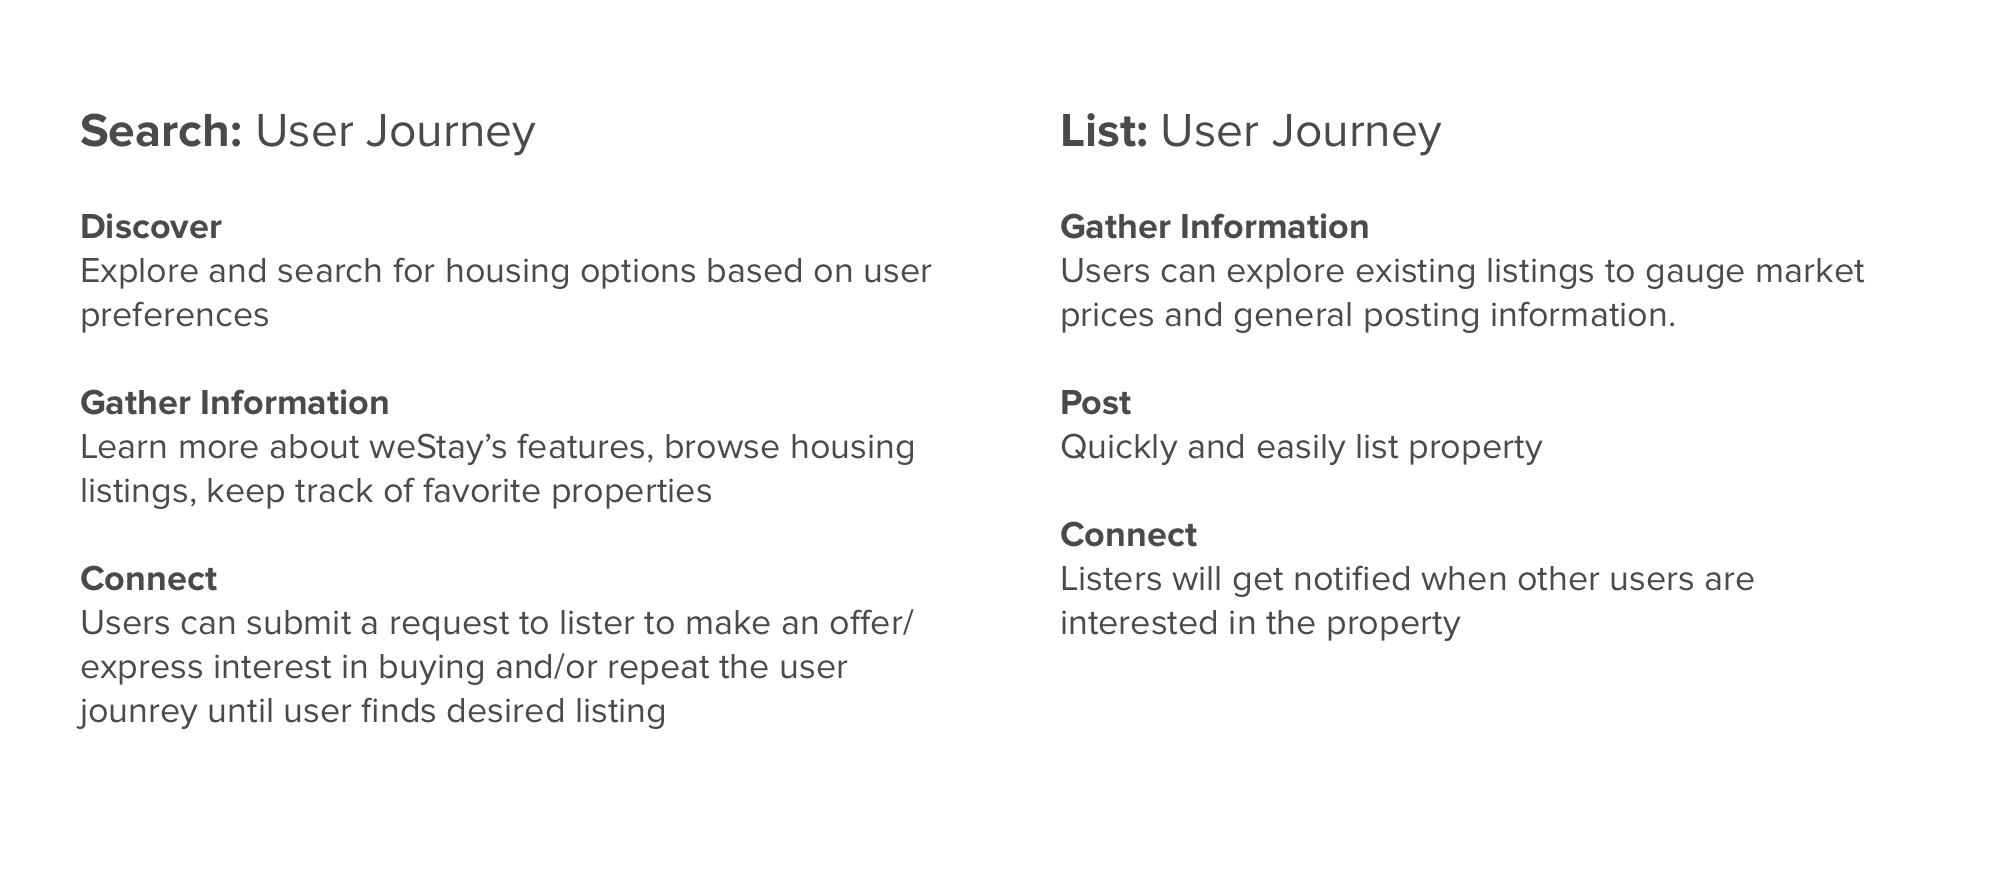 Search: User Journey
Discover
Explore and search for housing options based on user
preferences
Gather Information
Learn more about weStay’s features, browse housing
listings, keep track of favorite properties
Connect
Users can submit a request to lister to make an offer/
express interest in buying and/or repeat the user
jounrey until user finds desired listing
List: User Journey
Gather Information
Users can explore existing listings to gauge market
prices and general posting information.
Post
Quickly and easily list property
Connect
Listers will get notified when other users are
interested in the property